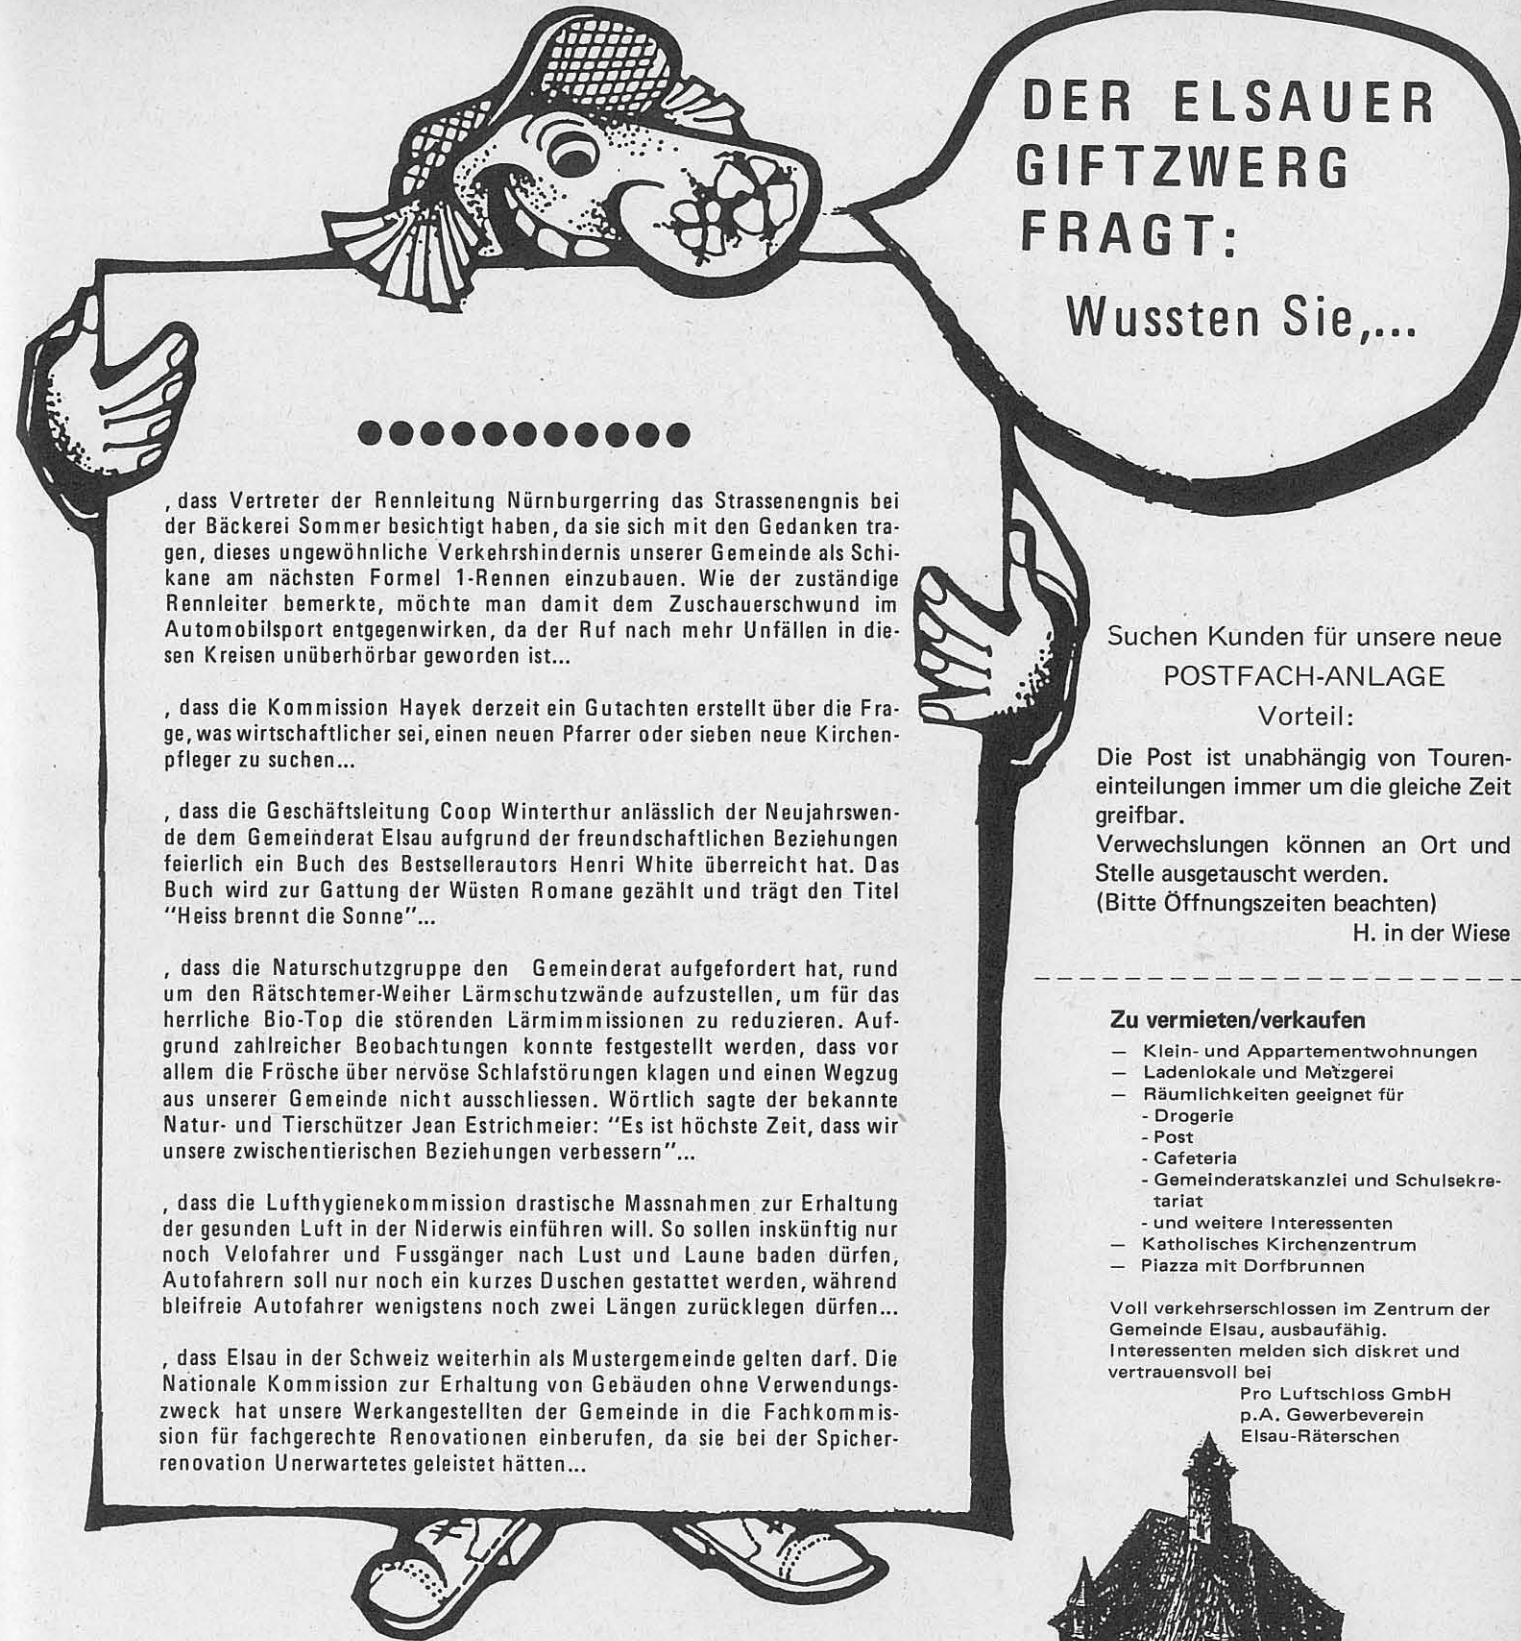 DER ELSAUER
GIFTZWERG
FRAGT:
Wussten Sie,...
, dass Vertreter der Rennleitung Nürnburgerring das Strassenengnis bei
der Bäckerei Sommer besichtigt haben, da sie sich mit den Gedanken tra-
gen, dieses ungewöhnliche Verkehrshindernis unserer Gemeinde als Schi-
kane am nächsten Formel 1-Rennen einzubauen. Wie der zuständige
Rennleiter bemerkte, möchte man damit dem Zuschauerschwund im
Automobilsport entgegenwirken, da der Ruf nach mehr Unfällen in die-
sen Kreisen unüberhörbar geworden ist...
, dass die Kommission Hayek derzeit ein Gutachten erstellt über die Fra-
ge, was wirtschaftlicher sei, einen neuen Pfarrer oder sieben neue Kirchen-
pfleger zu suchen...
, dass die Geschäftsleitung Coop Winterthur anlässlich der Neujahrswen-
de dem Gemeinderat Elsau aufgrund der freundschaftlichen Beziehungen
feierlich ein Buch des Bestsellerautors Henri White überreicht hat. Das
Buch wird zur Gattung der Wüsten Romane gezählt und trägt den Titel
"Heiss brennt die Sonne"...
, dass die Naturschutzgruppe den Gemeinderat aufgefordert hat, rund
um den Rätschtemer-Weiher Lärmschutzwände aufzustellen, um für das
herrliche Bio-Top die störenden Lärmimmissionen zu reduzieren. Auf-
grund zahlreicher Beobachtungen konnte festgestellt werden, dass vor
allem die Frösche über nervöse Schlafstörungen klagen und einen Wegzug
aus unserer Gemeinde nicht ausschliessen. Wörtlich sagte der bekannte
Natur- und Tierschützer Jean Estrichmeier: "Es ist höchste Zeit, dass wir
unsere zwischentierischen Beziehungen verbessern"...
, dass die Lufthygienekommission drastische Massnahmen zur Erhaltung
der gesunden Luft in der Niderwis einführen will. So sollen inskünftig nur
noch Velofahrer und Fussgänger nach Lust und Laune baden dürfen,
Autofahrern soll nur noch ein kurzes Duschen gestattet werden, während
bleifreie Autofahrer wenigstens noch zwei Längen zurücklegen dürfen...
, dass Elsau in der Schweiz weiterhin als Mustergemeinde gelten darf. Die
Nationale Kommission zur Erhaltung von Gebäuden ohne Verwendungs-
zweck hat unsere Werkangestellten der Gemeinde in die Fachkommis-
sion für fachgerechte Renovationen einberufen, da sie bei der Spicher-
renovation Unerwartetes geleistet hätten...
Suchen Kunden für unsere neue
POSTFACH-ANLAGE
Vorteil:
Die Post ist unabhängig von Touren-
einteilungen immer um die gleiche Zeit
greifbar.
Verwechslungen können an Ort und
Stelle ausgetauscht werden.
(Bitte Öffnungszeiten beachten)
H. in der Wiese
Zu vermieten/verkaufen
— Klein- und Appartementwohnungen
— Ladenlokale und Metzgerei
— Räumlichkeiten geeignet für
- Drogerie
- Post
- Cafeteria
- Gemeinderatskanzlei und Schulsekre-
tariat
- und weitere Interessenten
— Katholisches Kirchenzentrum
— Piazza mit Dorfbrunnen
Voll verkehrserschlossen im Zentrum der
Gemeinde Elsau, ausbaufähig.
Interessenten melden sich diskret und
vertrauensvoll bei
Pro Luftschloss GmbH
p.A. Gewerbeverein
Elsau-Räterschen